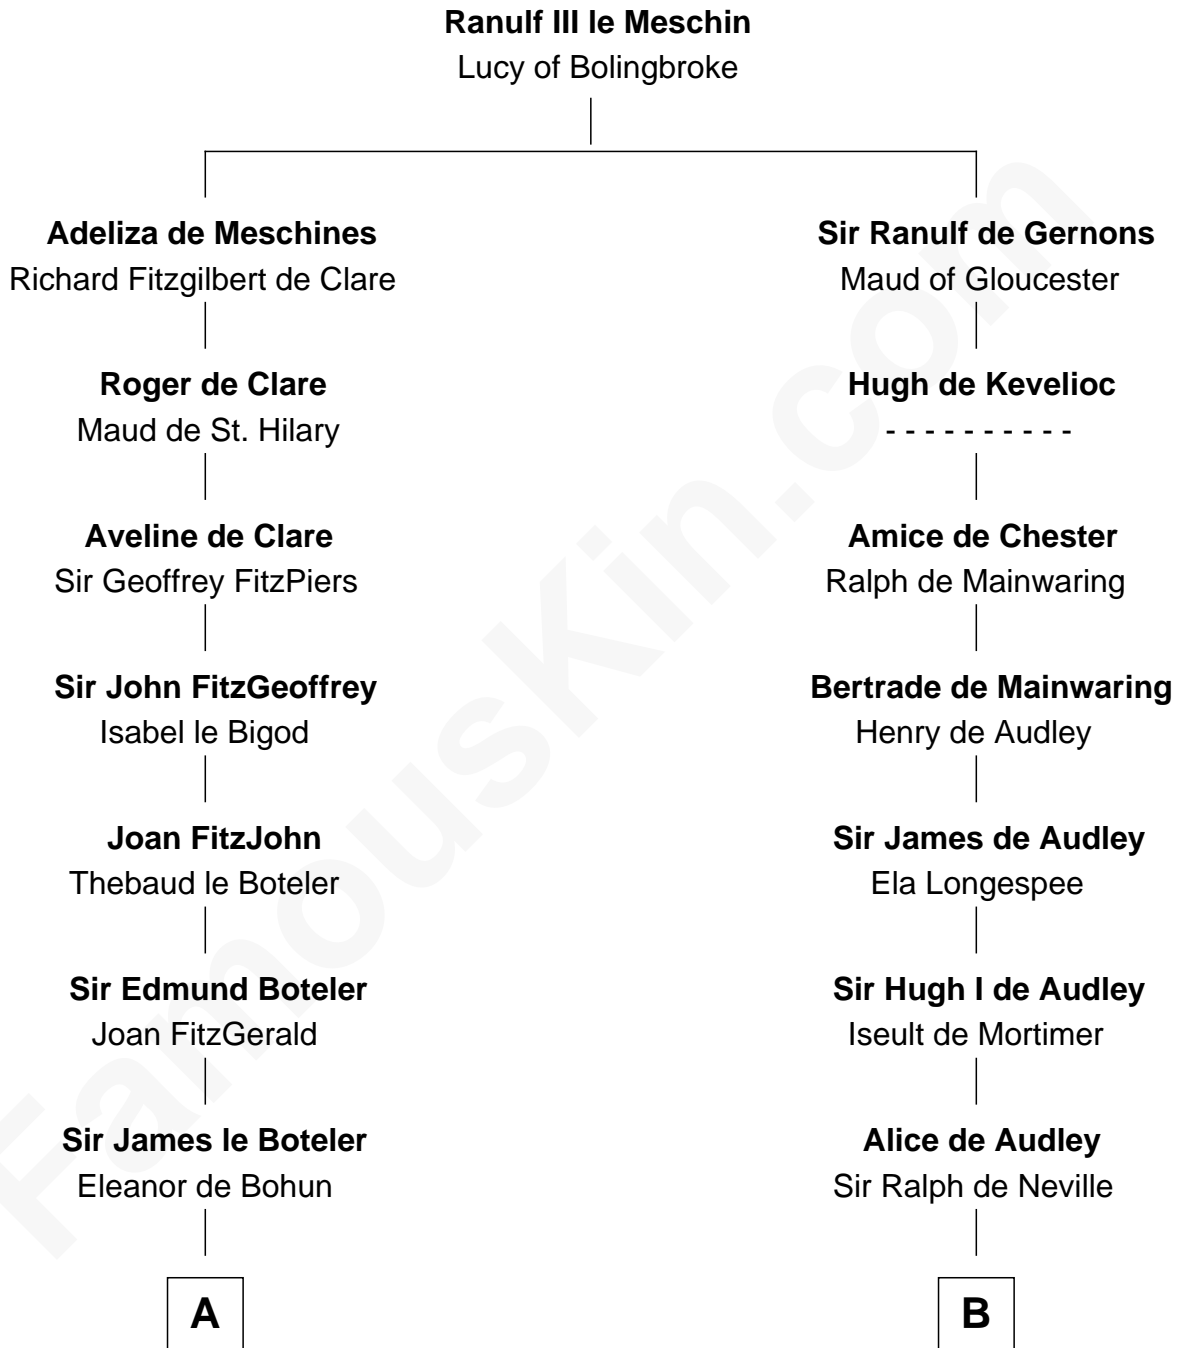 Ranulf III le Meschin
Lucy of Bolingbroke
Adeliza de Meschines
Richard Fitzgilbert de Clare
Sir Ranulf de Gernons
Maud of Gloucester
Roger de Clare
Maud de St. Hilary
Hugh de Kevelioc
- - - - - - - - - -
Aveline de Clare
Sir Geoffrey FitzPiers
Amice de Chester
Ralph de Mainwaring
Sir John FitzGeoffrey
Isabel le Bigod
Bertrade de Mainwaring
Henry de Audley
Joan FitzJohn
Thebaud le Boteler
Sir James de Audley
Ela Longespee
Sir Edmund Boteler
Joan FitzGerald
Sir Hugh I de Audley
Iseult de Mortimer
Sir James le Boteler
Eleanor de Bohun
Alice de Audley
Sir Ralph de Neville
A
B
FamousKin.com